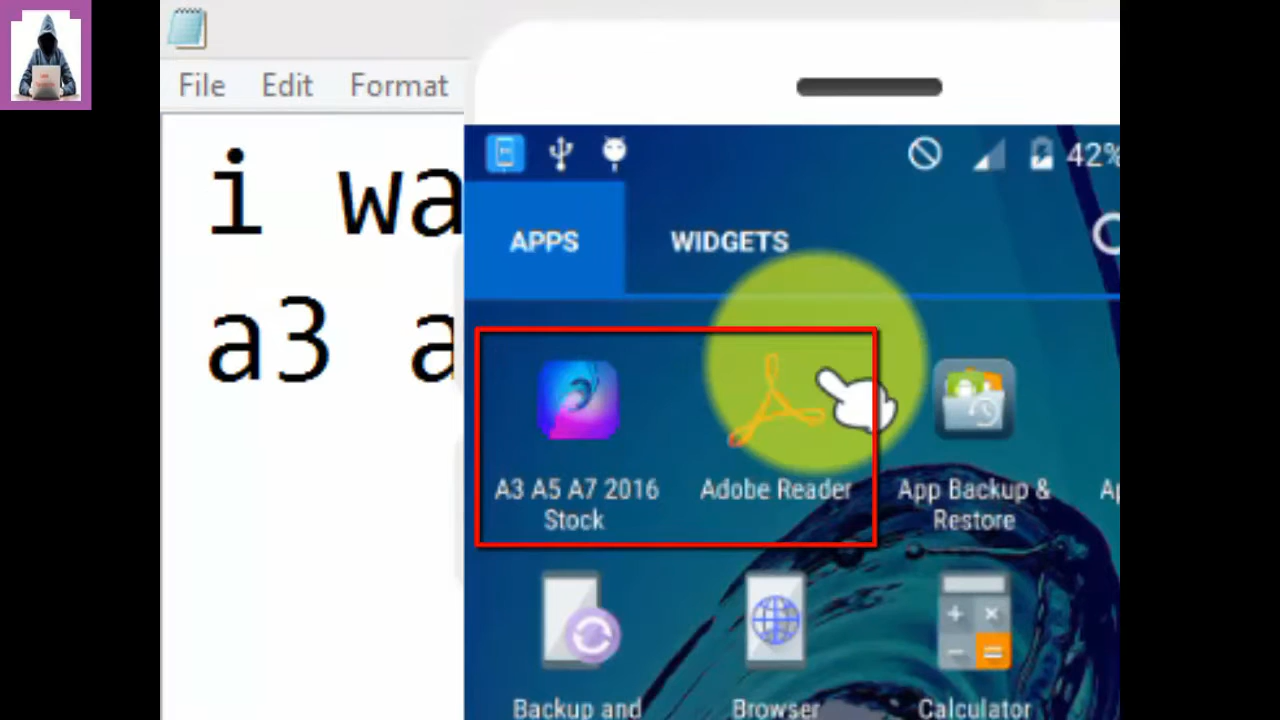 File Edit Format
i wa
a3 a
42%
APPS WIDGETS
A3 A5 A7 2016
Stock
Adobe Reader
App Backup &
Restore
Backup and
Browser
Calculator